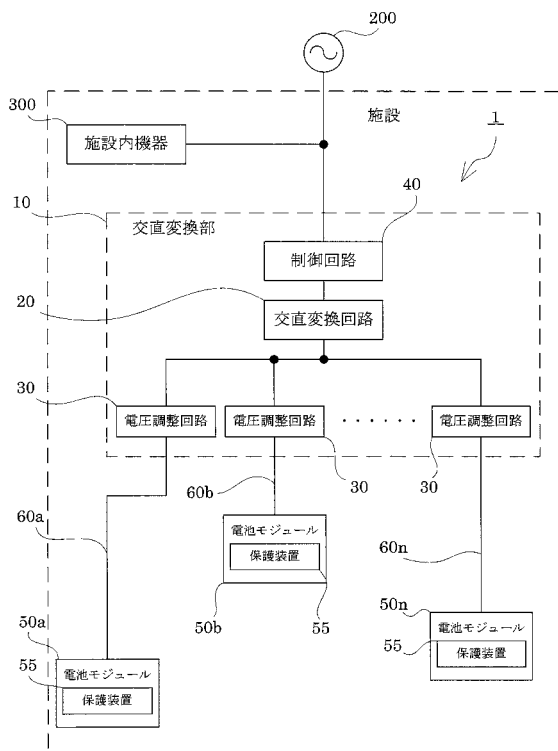 200
施設
300
施設内機器
1
10
交直変換部
40
制御回路
20
交直変換回路
30
電圧調整回路
電圧調整回路
・・・・・・
電圧調整回路
30
30
60b
60a
電池モジュール
保護装置
60n
50b
55
50n
電池モジュール
55
保護装置
50a
電池モジュール
55
保護装置